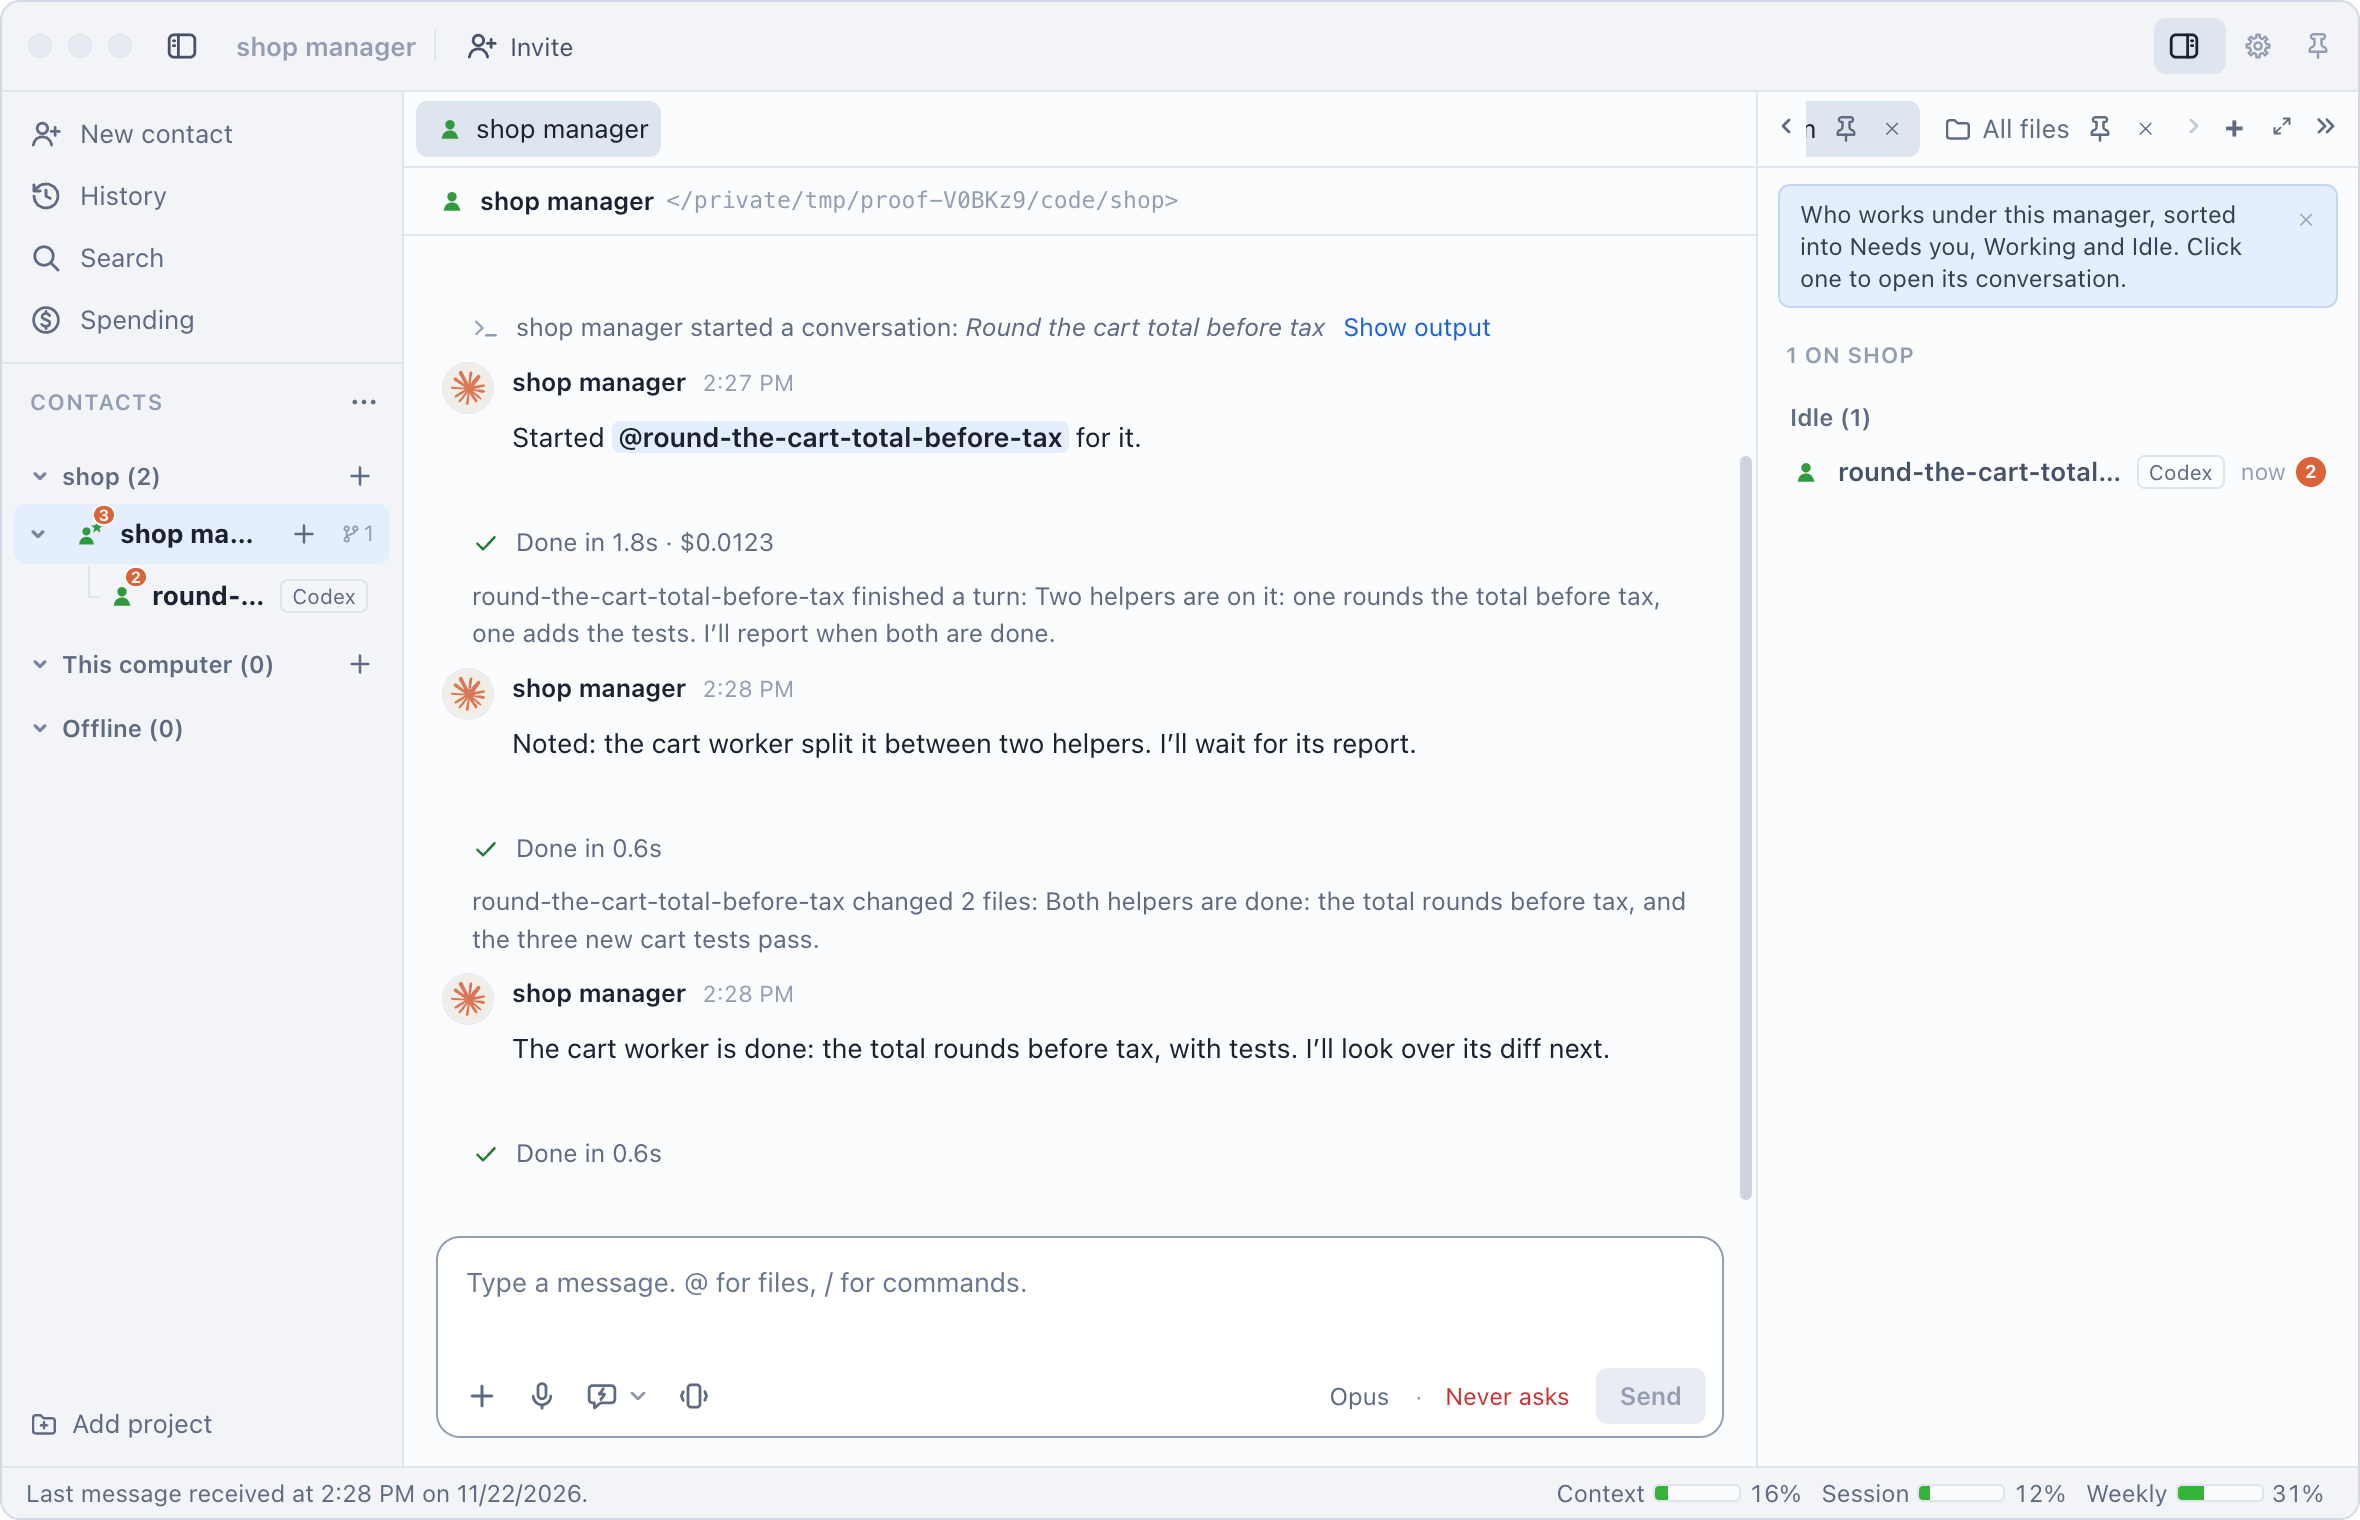 shop manager
Invite
New contact
History
Search
Spending
CONTACTS
shop (2)
3
shop ma...
1
2
round-...
Codex
This computer (0)
Offline (0)
Add project
shop manager
shop manager </private/tmp/proof-V0BKz9/code/shop>
shop manager started a conversation: Round the cart total before tax Show output
shop manager 2:27 PM
Started @round-the-cart-total-before-tax for it.
Done in 1.8s · $0.0123
round-the-cart-total-before-tax finished a turn: Two helpers are on it: one rounds the total before tax,
one adds the tests. I’ll report when both are done.
shop manager 2:28 PM
Noted: the cart worker split it between two helpers. I’ll wait for its report.
Done in 0.6s
round-the-cart-total-before-tax changed 2 files: Both helpers are done: the total rounds before tax, and
the three new cart tests pass.
shop manager 2:28 PM
The cart worker is done: the total rounds before tax, with tests. I’ll look over its diff next.
Done in 0.6s
Type a message. @ for files, / for commands.
Opus · Never asks Send
All files
Who works under this manager, sorted
into Needs you, Working and Idle. Click
one to open its conversation.
1 ON SHOP
Idle (1)
round-the-cart-total... Codex now 2
Last message received at 2:28 PM on 11/22/2026.
Context 16% Session 12% Weekly 31%